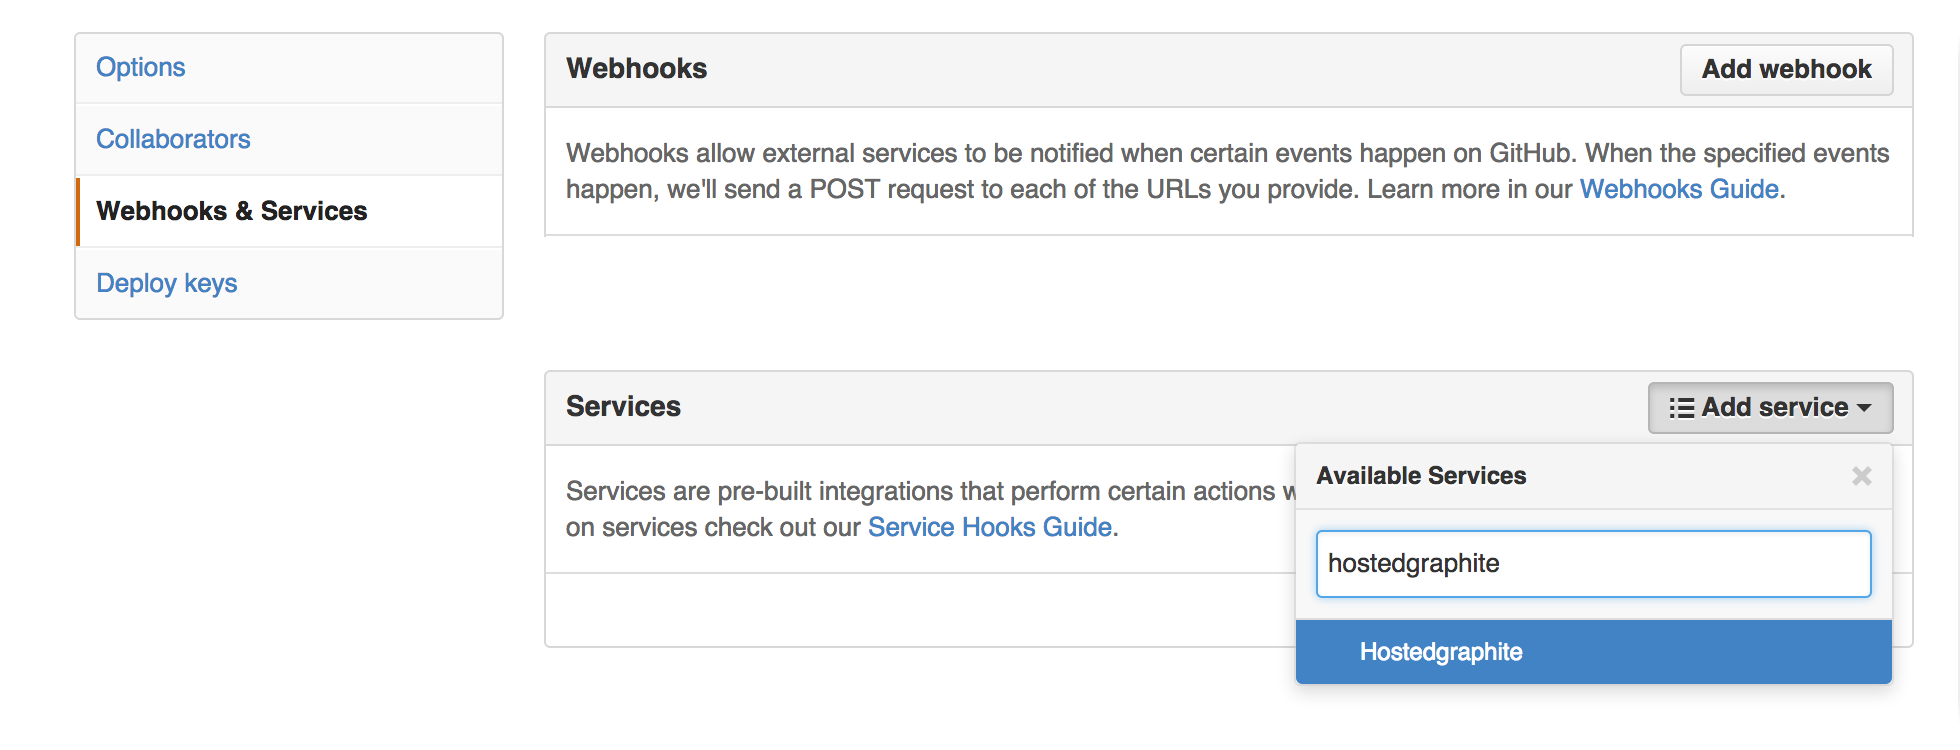 Options
Collaborators
Webhooks & Services
Deploy keys
Webhooks
Add webhook
Webhooks allow external services to be notified when certain events happen on GitHub. When the specified events
happen, we'll send a POST request to each of the URLs you provide. Learn more in our Webhooks Guide.
Services
Add service
Services are pre-built integrations that perform certain actions
on services check out our Service Hooks Guide.
Available Services
hostedgraphite
Hostedgraphite